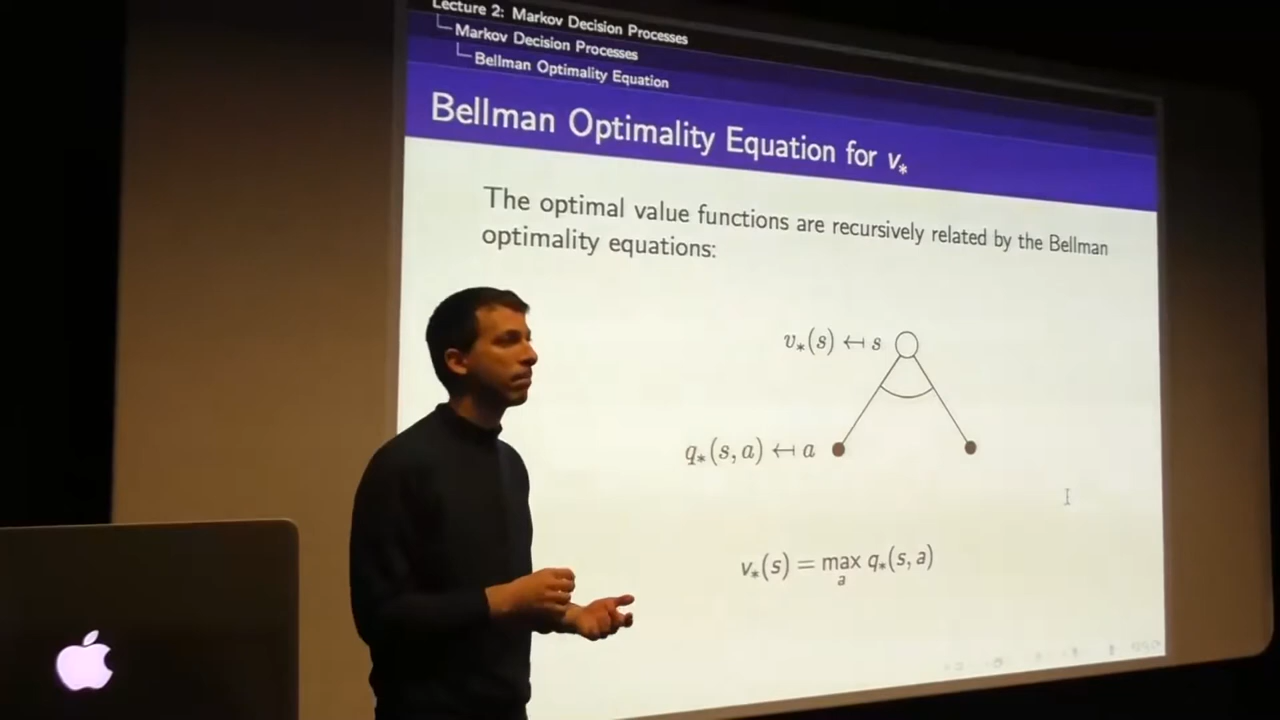 Lecture 2: Markov Decision Processes
Markov Decision Processes
Bellman Optimality Equation
Bellman Optimality Equation for v*
The optimal value functions are recursively related by the Bellman
optimality equations:
v*(s) ↤ s
q*(s, a) ↤ a
v*(s) = max q*(s, a)
a